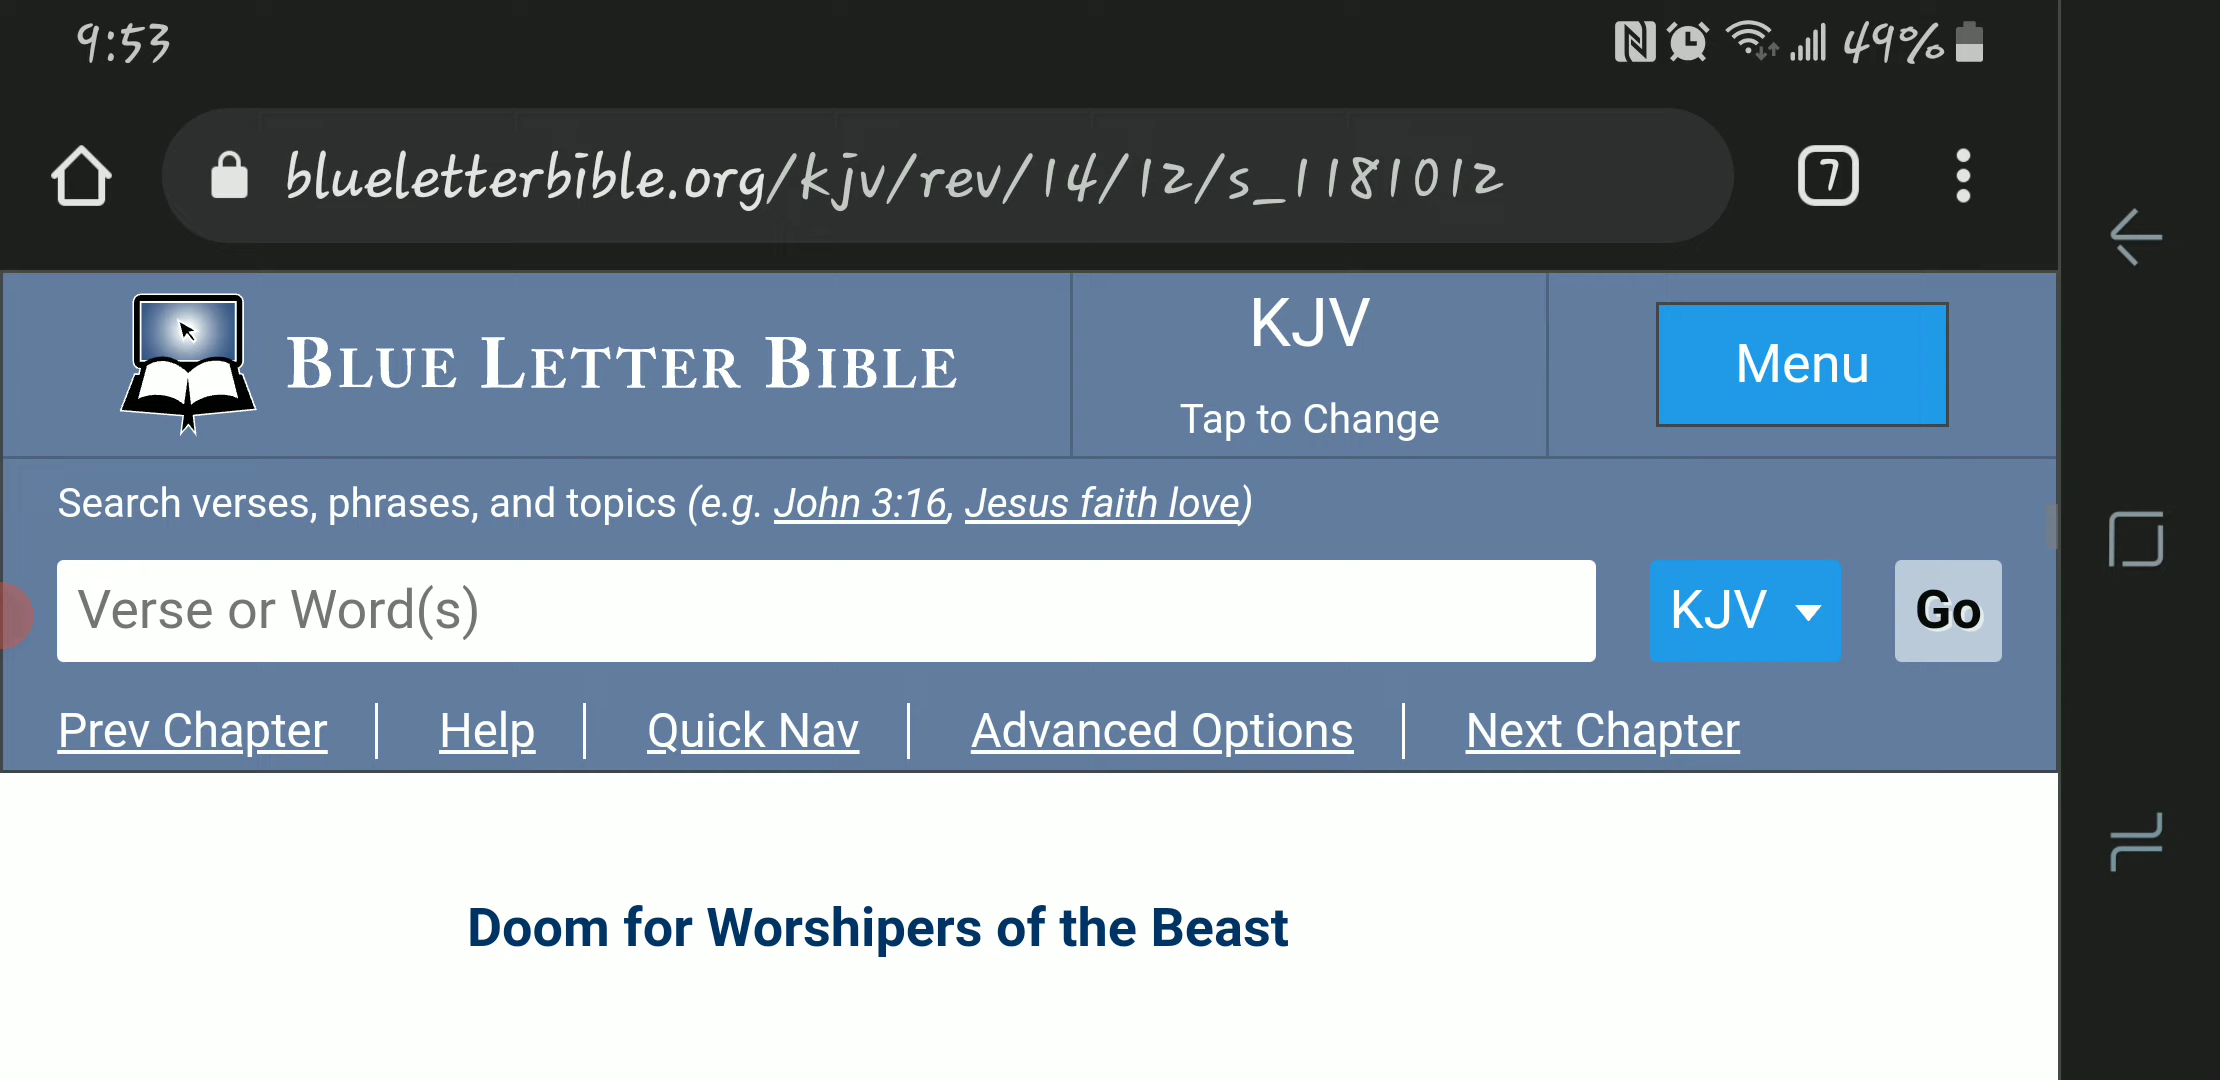 9:53 49%
blueletterbible.org/kjv/rev/14/12/s_1181012 7
BLUE LETTER BIBLE
KJV
Tap to Change
Menu
Search verses, phrases, and topics (e.g. John 3:16, Jesus faith love)
Verse or Word(s) KJV Go
Prev Chapter | Help | Quick Nav | Advanced Options | Next Chapter
Doom for Worshipers of the Beast